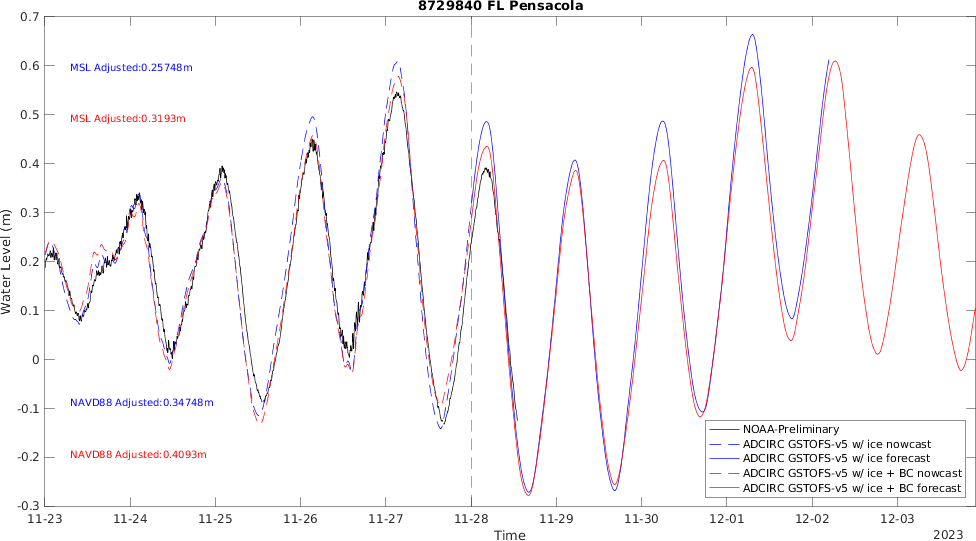 8729840 FL Pensacola
0.7
0.6
0.5
0.4
0.3
0.2
0.1
0
-0.1
-0.2
-0.3
Water Level (m)
MSL Adjusted:0.25748m
MSL Adjusted:0.3193m
NAVD88 Adjusted:0.34748m
NAVD88 Adjusted:0.4093m
NOAA-Preliminary
ADCIRC GSTOFS-v5 w/ ice nowcast
ADCIRC GSTOFS-v5 w/ ice forecast
ADCIRC GSTOFS-v5 w/ ice + BC nowcast
ADCIRC GSTOFS-v5 w/ ice + BC forecast
11-23 11-24 11-25 11-26 11-27 11-28 11-29 11-30 12-01 12-02 12-03
Time
2023